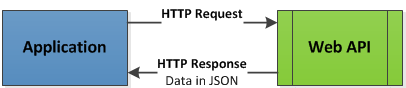 HTTP Request
Application
Web API
HTTP Response
Data in JSON